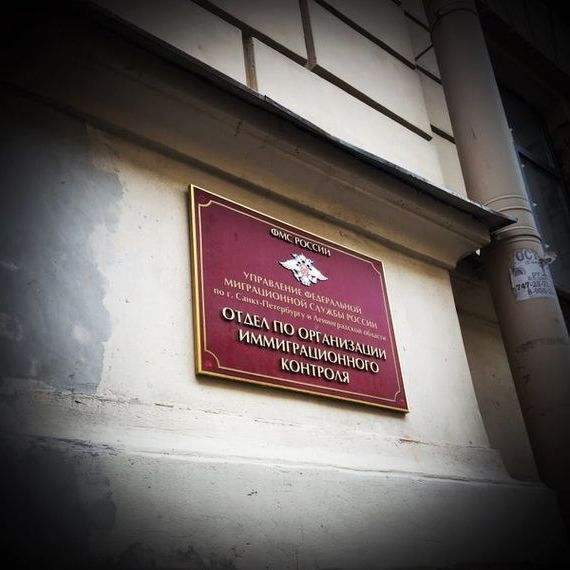 ФМС РОССИИ
УПРАВЛЕНИЕ ФЕДЕРАЛЬНОЙ
МИГРАЦИОННОЙ СЛУЖБЫ РОССИИ
по г. Санкт-Петербургу и Ленинградской области
ОТДЕЛ ПО ОРГАНИЗАЦИИ
ИММИГРАЦИОННОГО
КОНТРОЛЯ